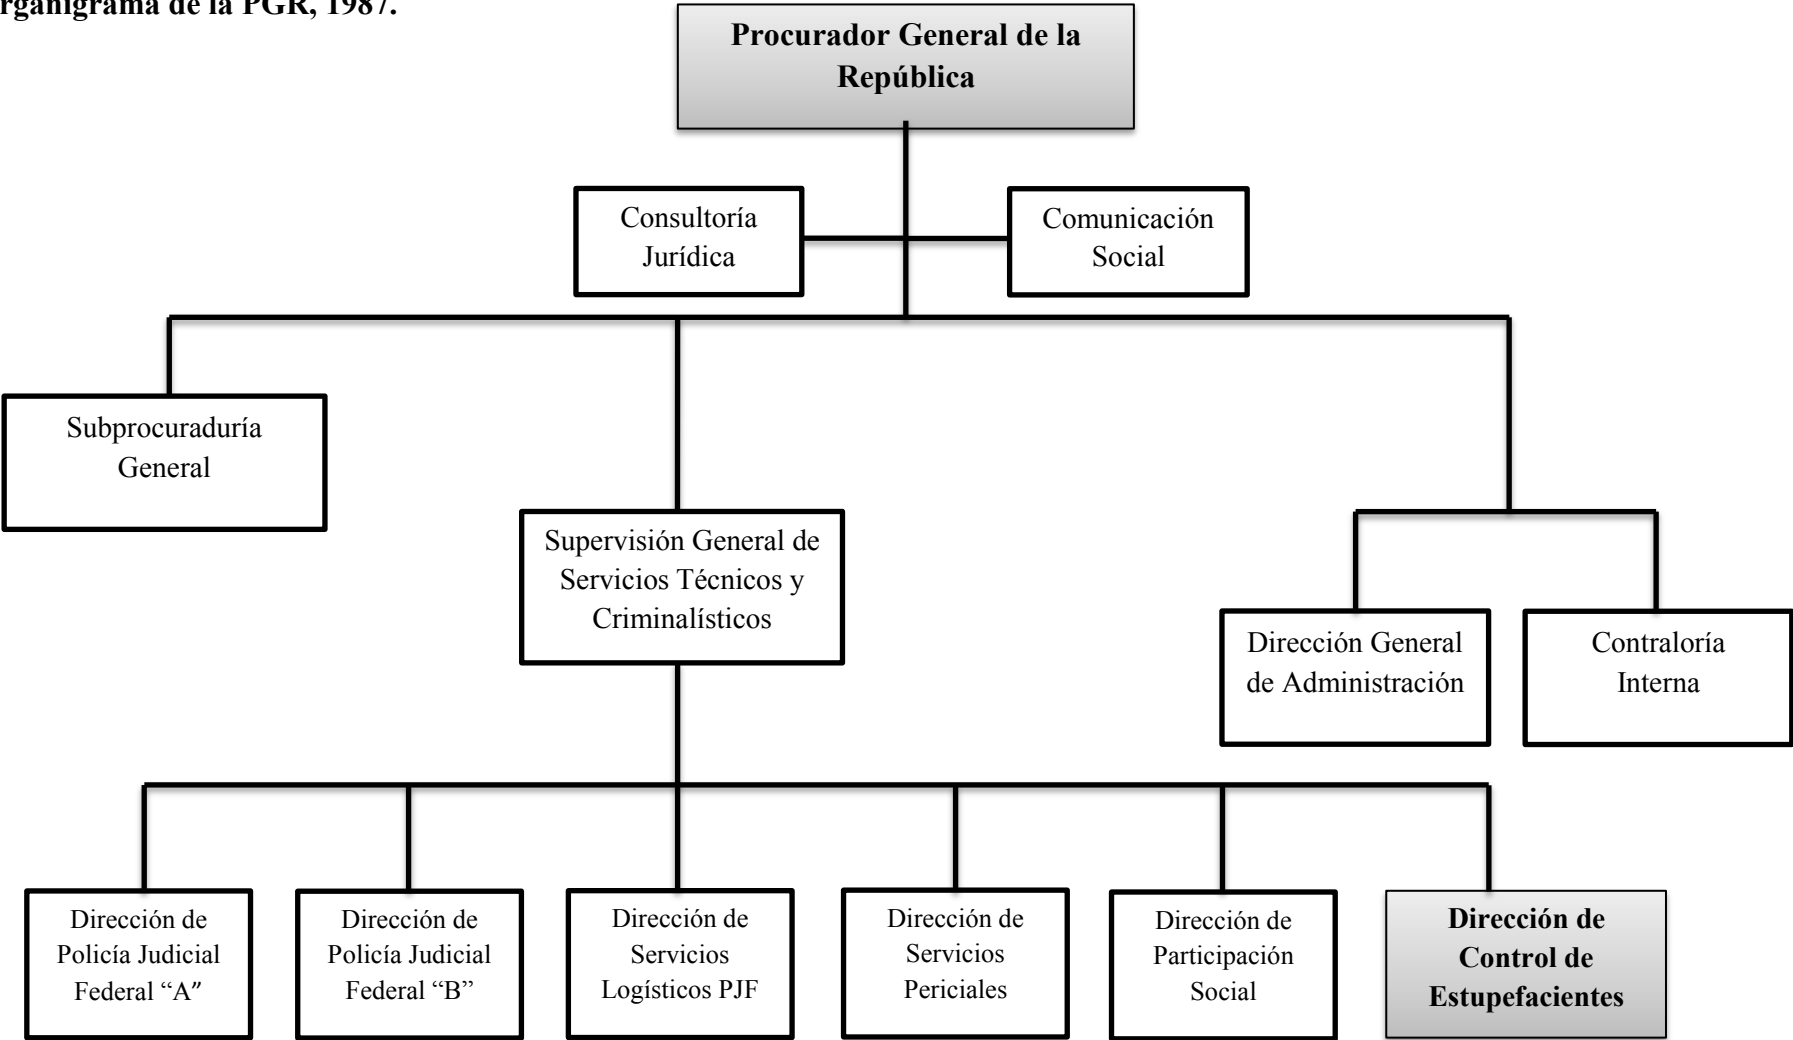 rganigrama de la PGR, 1987.
Procurador General de la
República
Consultoría
Jurídica
Comunicación
Social
Subprocuraduría
General
Supervisión General de
Servicios Técnicos y
Criminalísticos
Dirección General
de Administración
Contraloría
Interna
Dirección de
Policía Judicial
Federal “A”
Dirección de
Policía Judicial
Federal “B”
Dirección de
Servicios
Logísticos PJF
Dirección de
Servicios
Periciales
Dirección de
Participación
Social
Dirección de
Control de
Estupefacientes